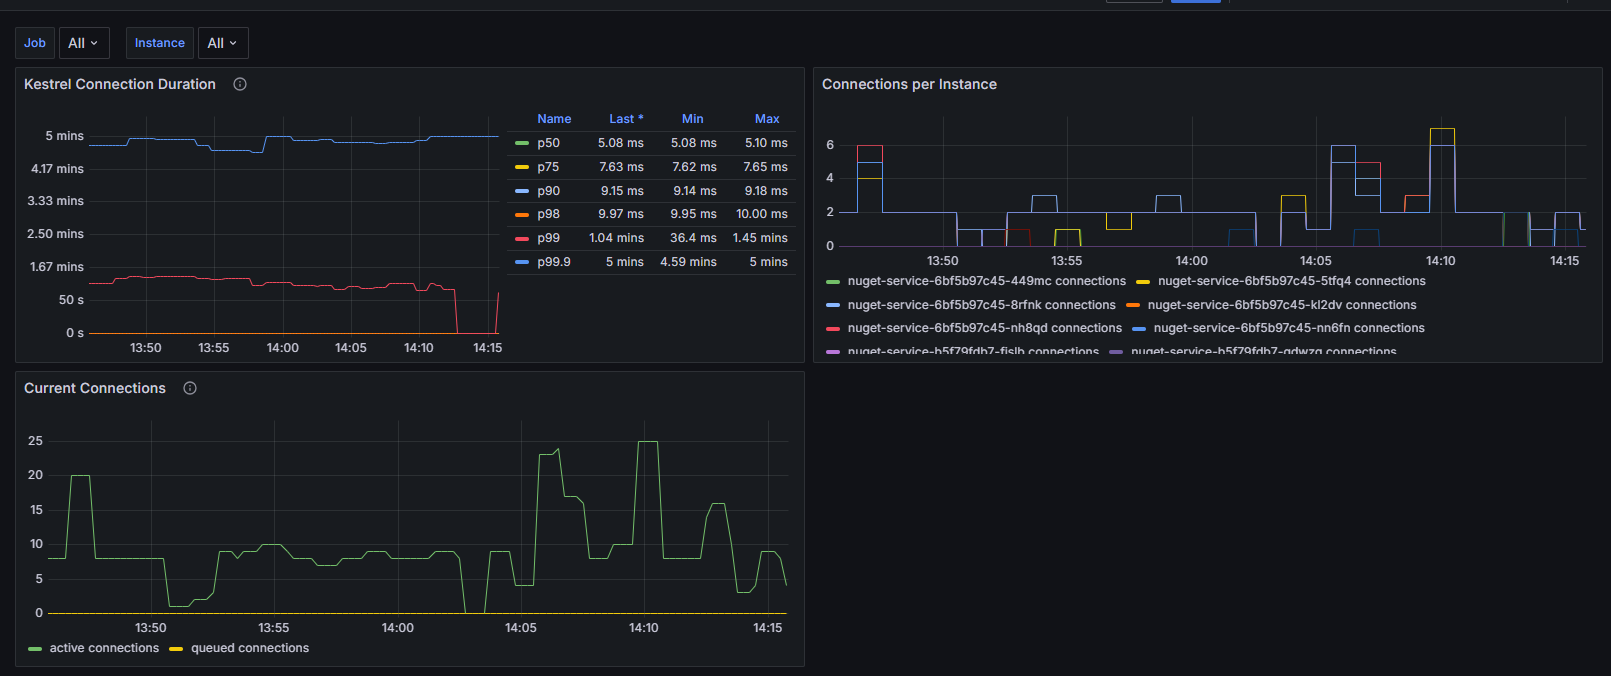 Job All Instance All
Kestrel Connection Duration
5 mins
4.17 mins
3.33 mins
2.50 mins
1.67 mins
50 s
0 s
13:50 13:55 14:00 14:05 14:10 14:15
Name Last * Min Max
p50 5.08 ms 5.08 ms 5.10 ms
p75 7.63 ms 7.62 ms 7.65 ms
p90 9.15 ms 9.14 ms 9.18 ms
p98 9.97 ms 9.95 ms 10.00 ms
p99 1.04 mins 36.4 ms 1.45 mins
p99.9 5 mins 4.59 mins 5 mins
Connections per Instance
6
4
2
0
13:50 13:55 14:00 14:05 14:10 14:15
nuget-service-6bf5b97c45-449mc connections nuget-service-6bf5b97c45-5tfq4 connections
nuget-service-6bf5b97c45-8rfnk connections nuget-service-6bf5b97c45-kl2dv connections
nuget-service-6bf5b97c45-nh8qd connections nuget-service-6bf5b97c45-nn6fn connections
connections connections
Current Connections
25
20
15
10
5
0
13:50 13:55 14:00 14:05 14:10 14:15
active connections queued connections